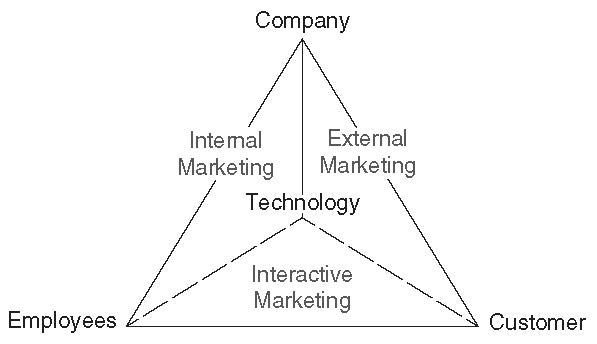 Company
Internal
Marketing
External
Marketing
Technology
Interactive
Marketing
Employees
Customer